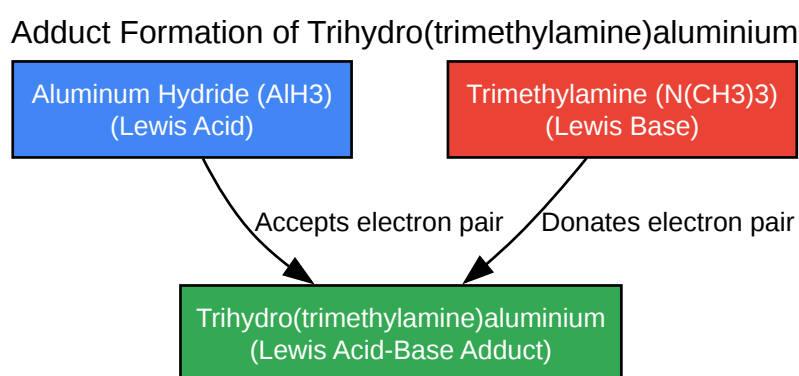 Adduct Formation of Trihydro(trimethylamine)aluminium
Aluminum Hydride (AlH3)
(Lewis Acid)
Trimethylamine (N(CH3)3)
(Lewis Base)
Accepts electron pair
Donates electron pair
Trihydro(trimethylamine)aluminium
(Lewis Acid-Base Adduct)